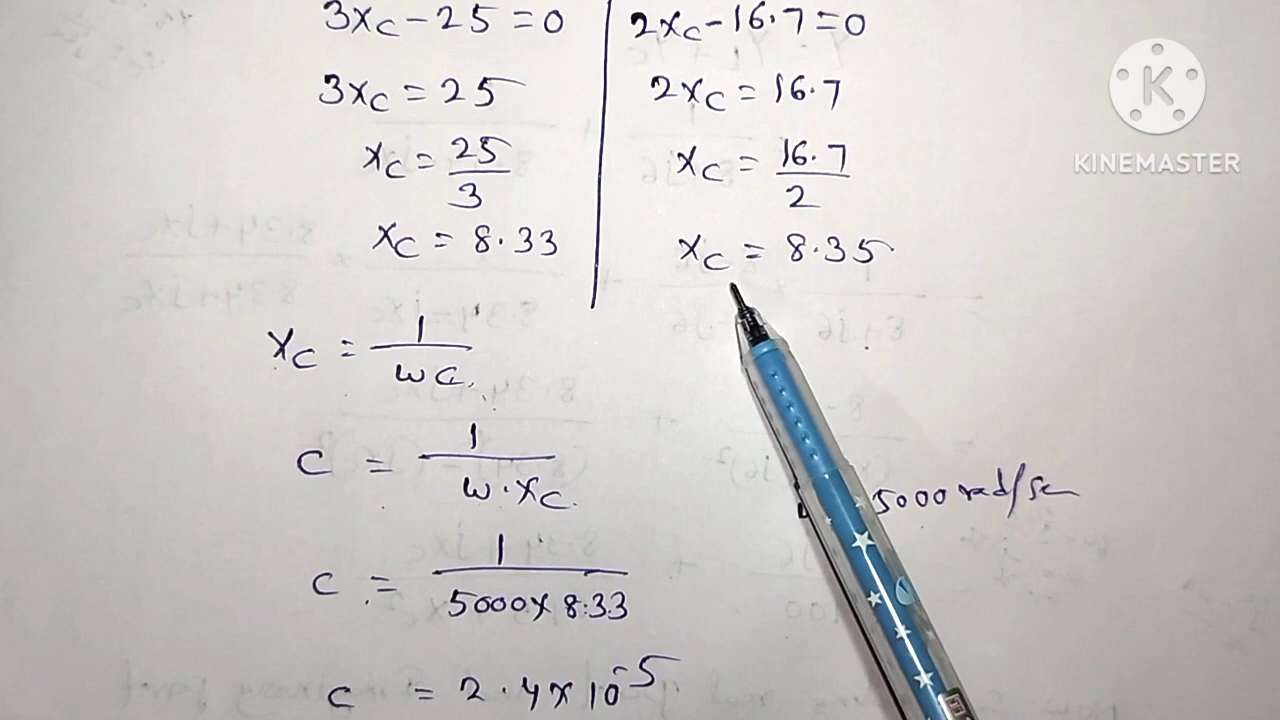 3xc - 25 = 0
3xc = 25
xc = 25/3
xc = 8.33
2xc - 16.7 = 0
2xc = 16.7
xc = 16.7/2
xc = 8.35
xc = 1/ωc
c = 1/ω.xc
5000 rad/sec
c = 1/5000x8.33
c = 2.4x10^-5
K
KINEMASTER